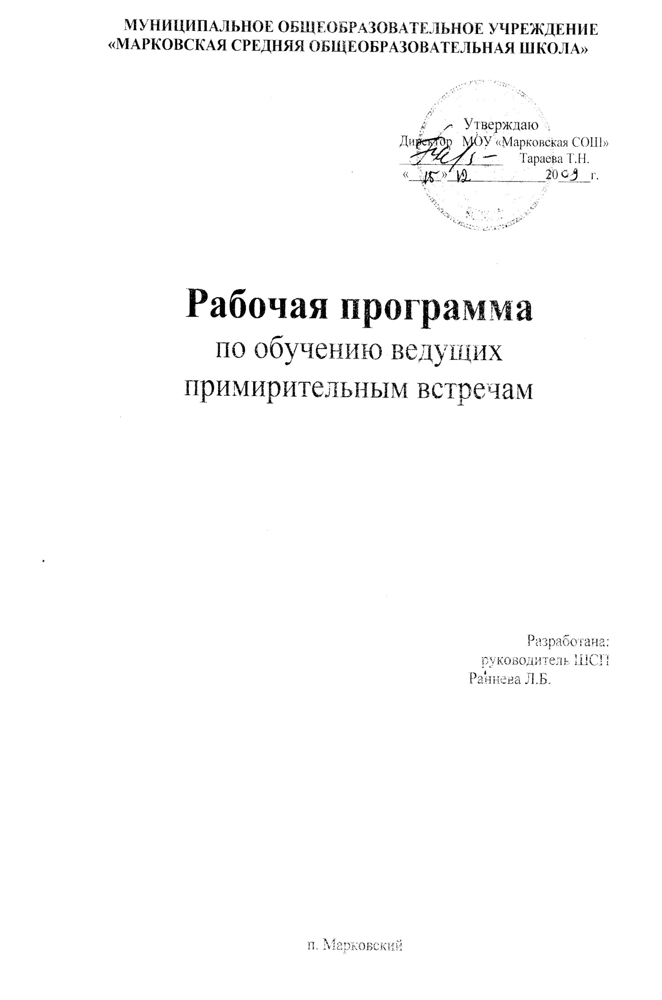 МУНИЦИПАЛЬНОЕ ОБЩЕОБРАЗОВАТЕЛЬНОЕ УЧРЕЖДЕНИЕ
«МАРКОВСКАЯ СРЕДНЯЯ ОБЩЕОБРАЗОВАТЕЛЬНАЯ ШКОЛА»
Утверждаю
Директор МОУ «Марковская СОШ»
Тараева Т.Н.
«15» 12 2009 г.
Рабочая программа
по обучению ведущих
примирительным встречам
Разработана:
руководитель ШСП
Раннева Л.Б.
п. Марковский